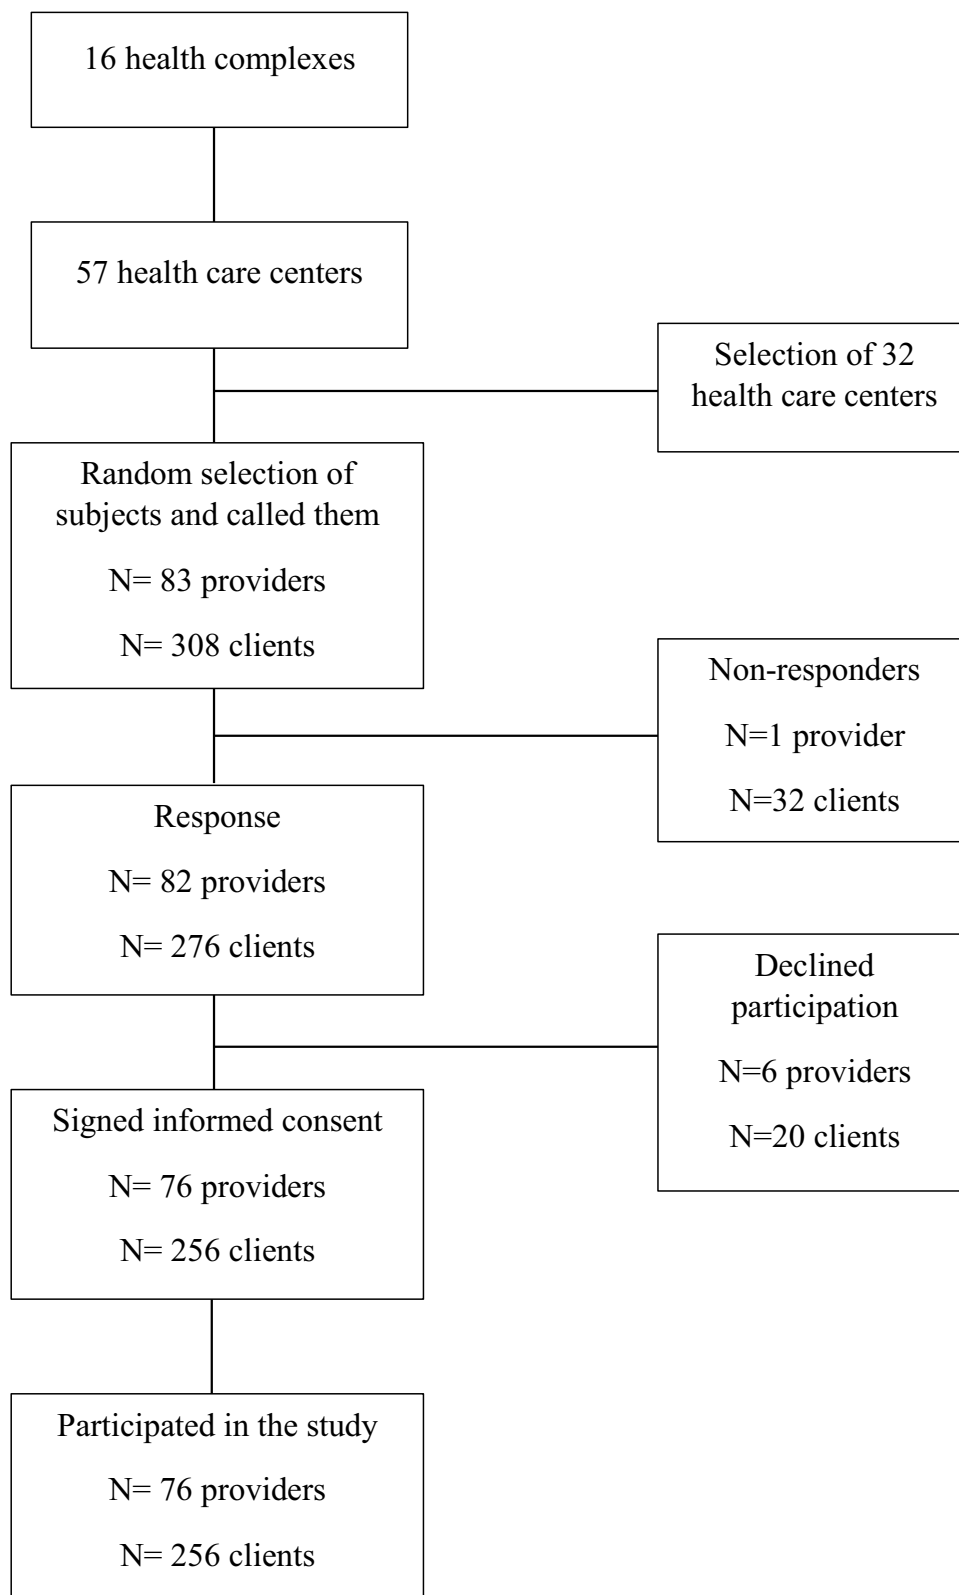 16 health complexes
57 health care centers
Selection of 32
health care centers
Random selection of
subjects and called them
N= 83 providers
N= 308 clients
Non-responders
N=1 provider
N=32 clients
Response
N= 82 providers
N= 276 clients
Declined
participation
N=6 providers
N=20 clients
Signed informed consent
N= 76 providers
N= 256 clients
Participated in the study
N= 76 providers
N= 256 clients